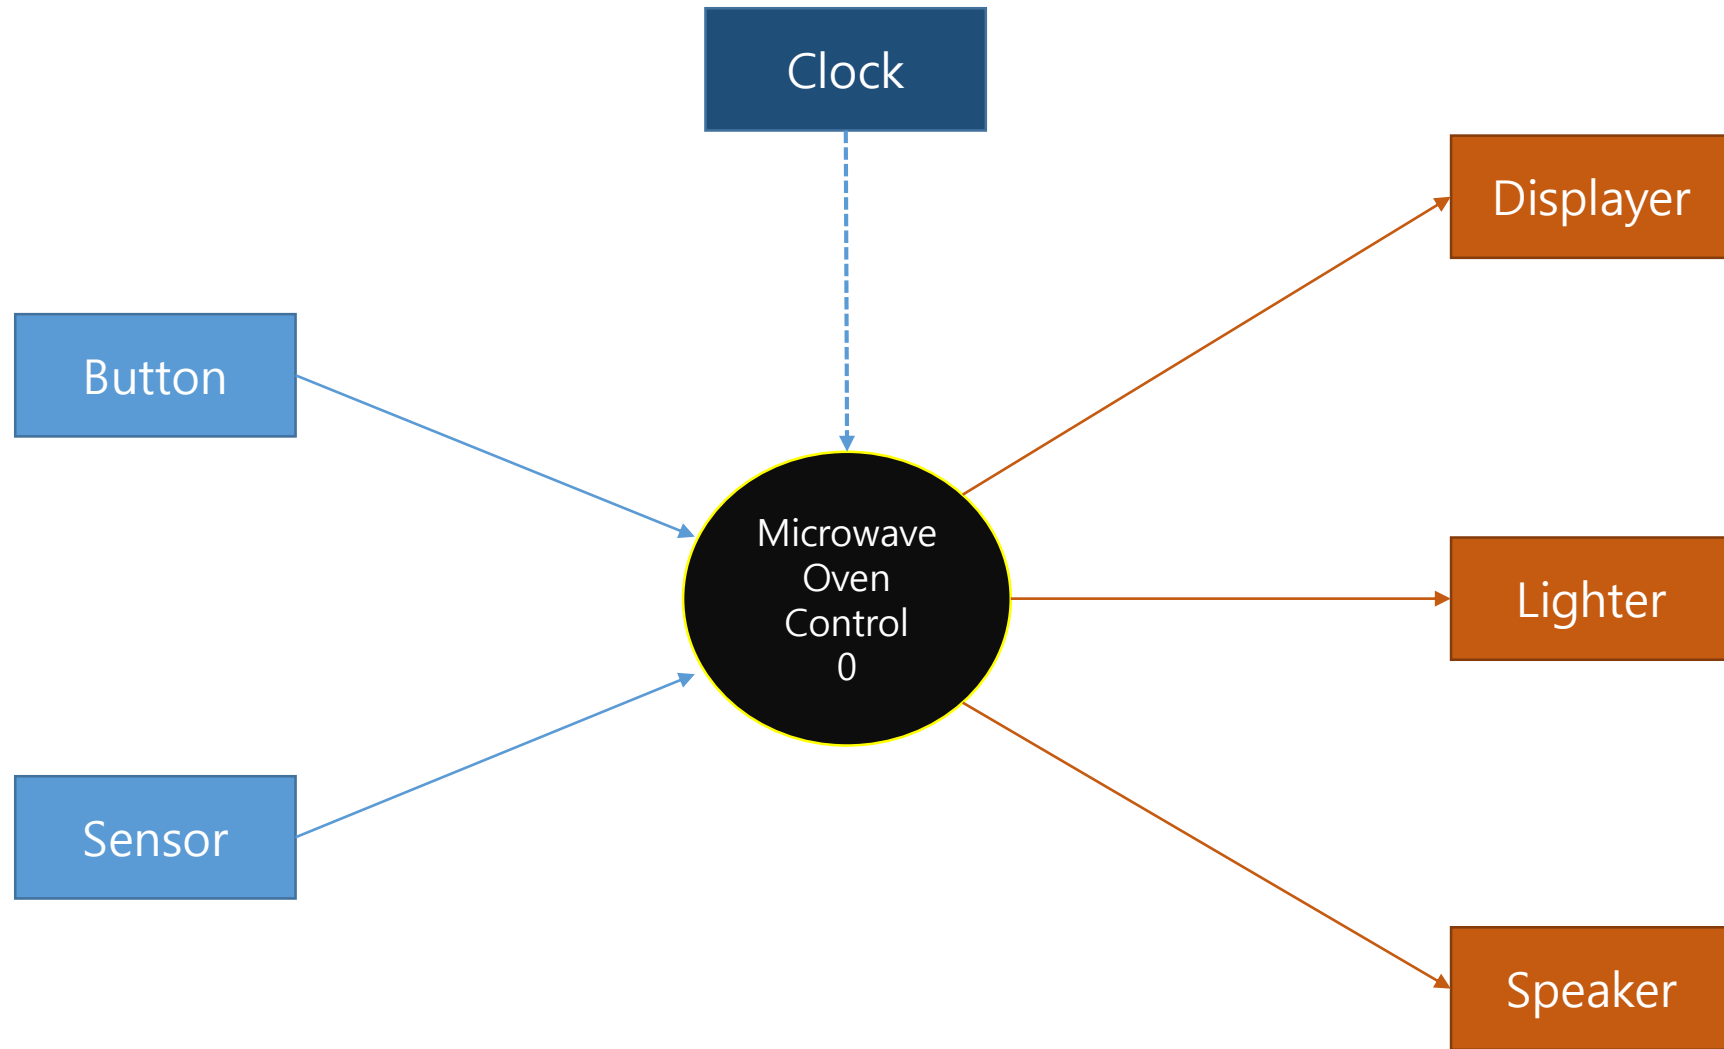 Clock
Displayer
Button
Microwave
Oven
Control
0
Lighter
Sensor
Speaker